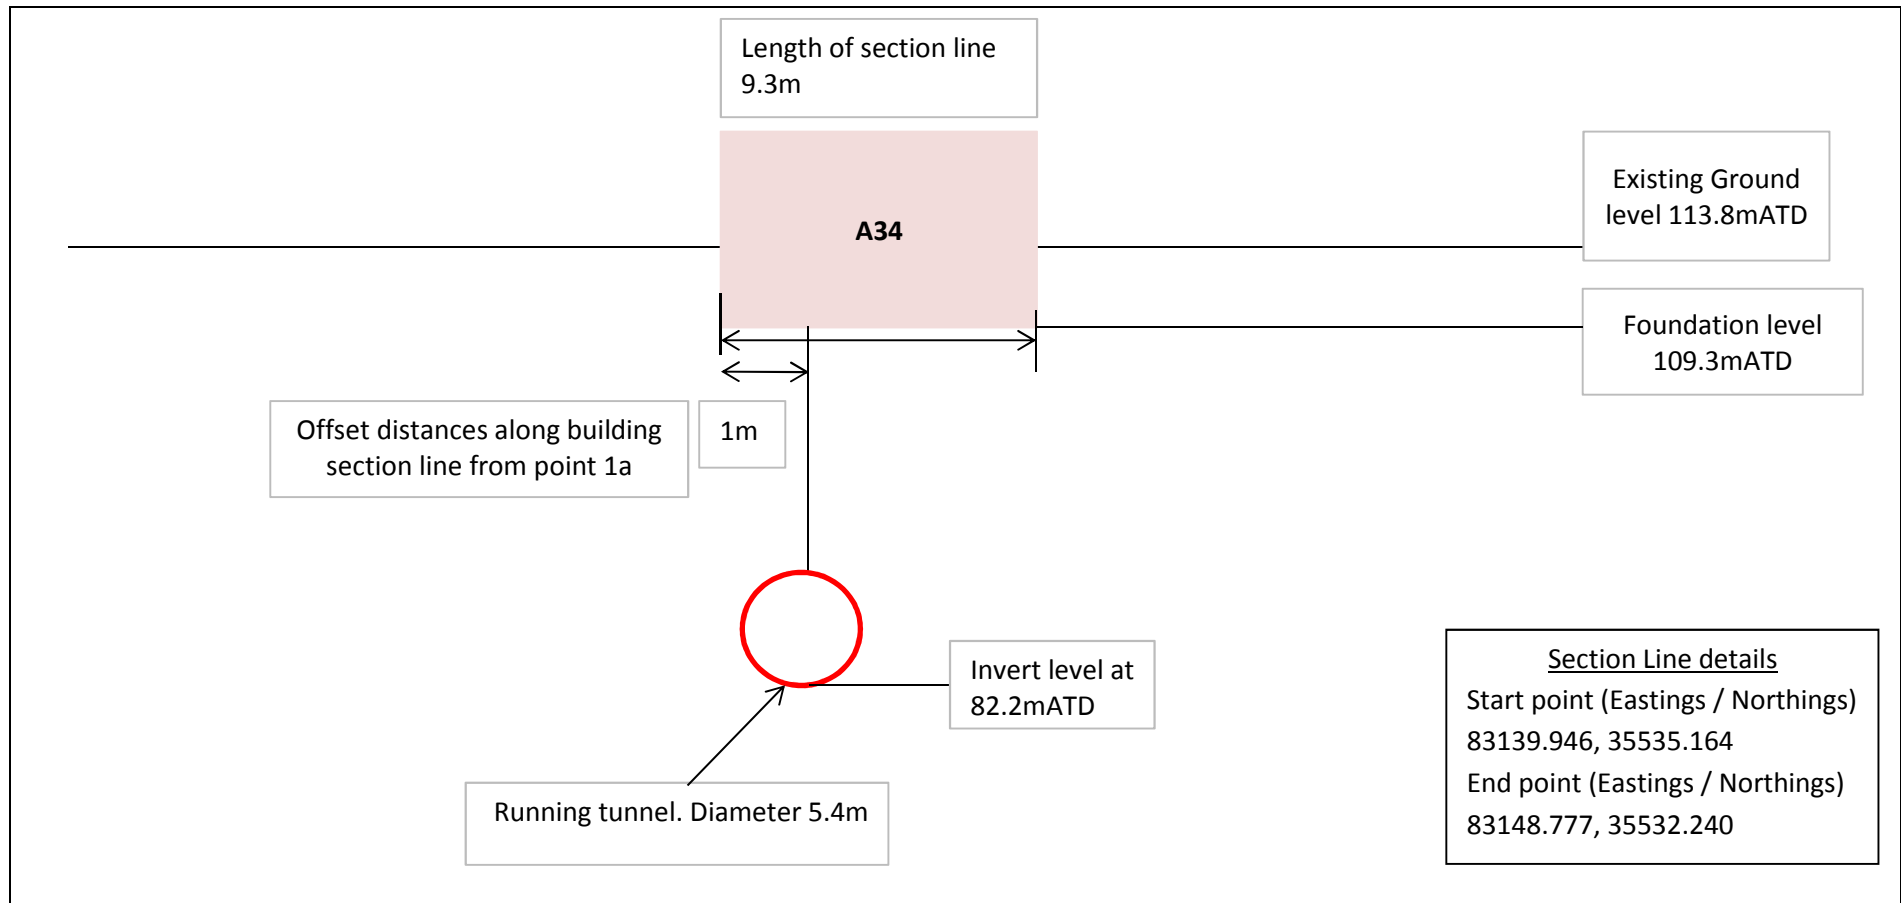 Length of section line
9.3m
A34
Existing Ground
level 113.8mATD
Foundation level
109.3mATD
Offset distances along building
section line from point 1a
1m
Invert level at
82.2mATD
Running tunnel. Diameter 5.4m
Section Line details
Start point (Eastings / Northings)
83139.946, 35535.164
End point (Eastings / Northings)
83148.777, 35532.240